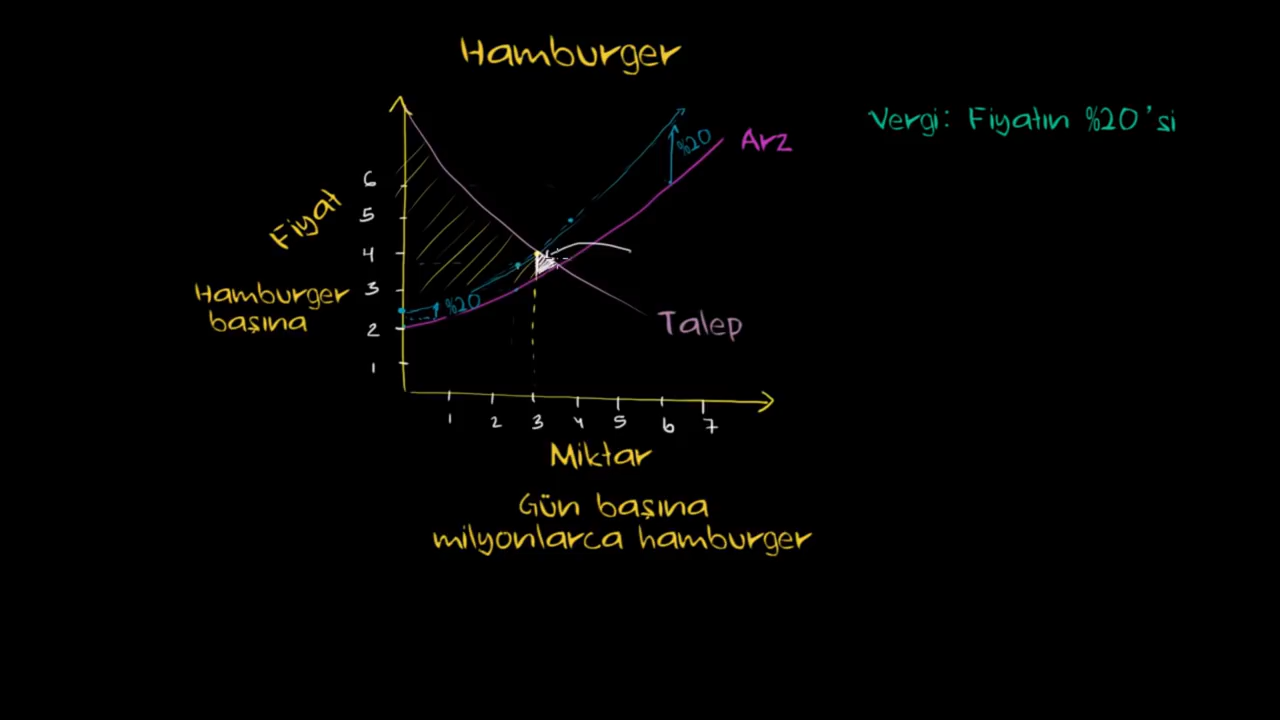 Hamburger
Vergi: Fiyatın %20'si
%20
Arz
6
5
4
3
2
1
Fiyat
Hamburger
başına
%20
Talep
1 2 3 4 5 6 7
Miktar
Gün başına
milyonlarca hamburger